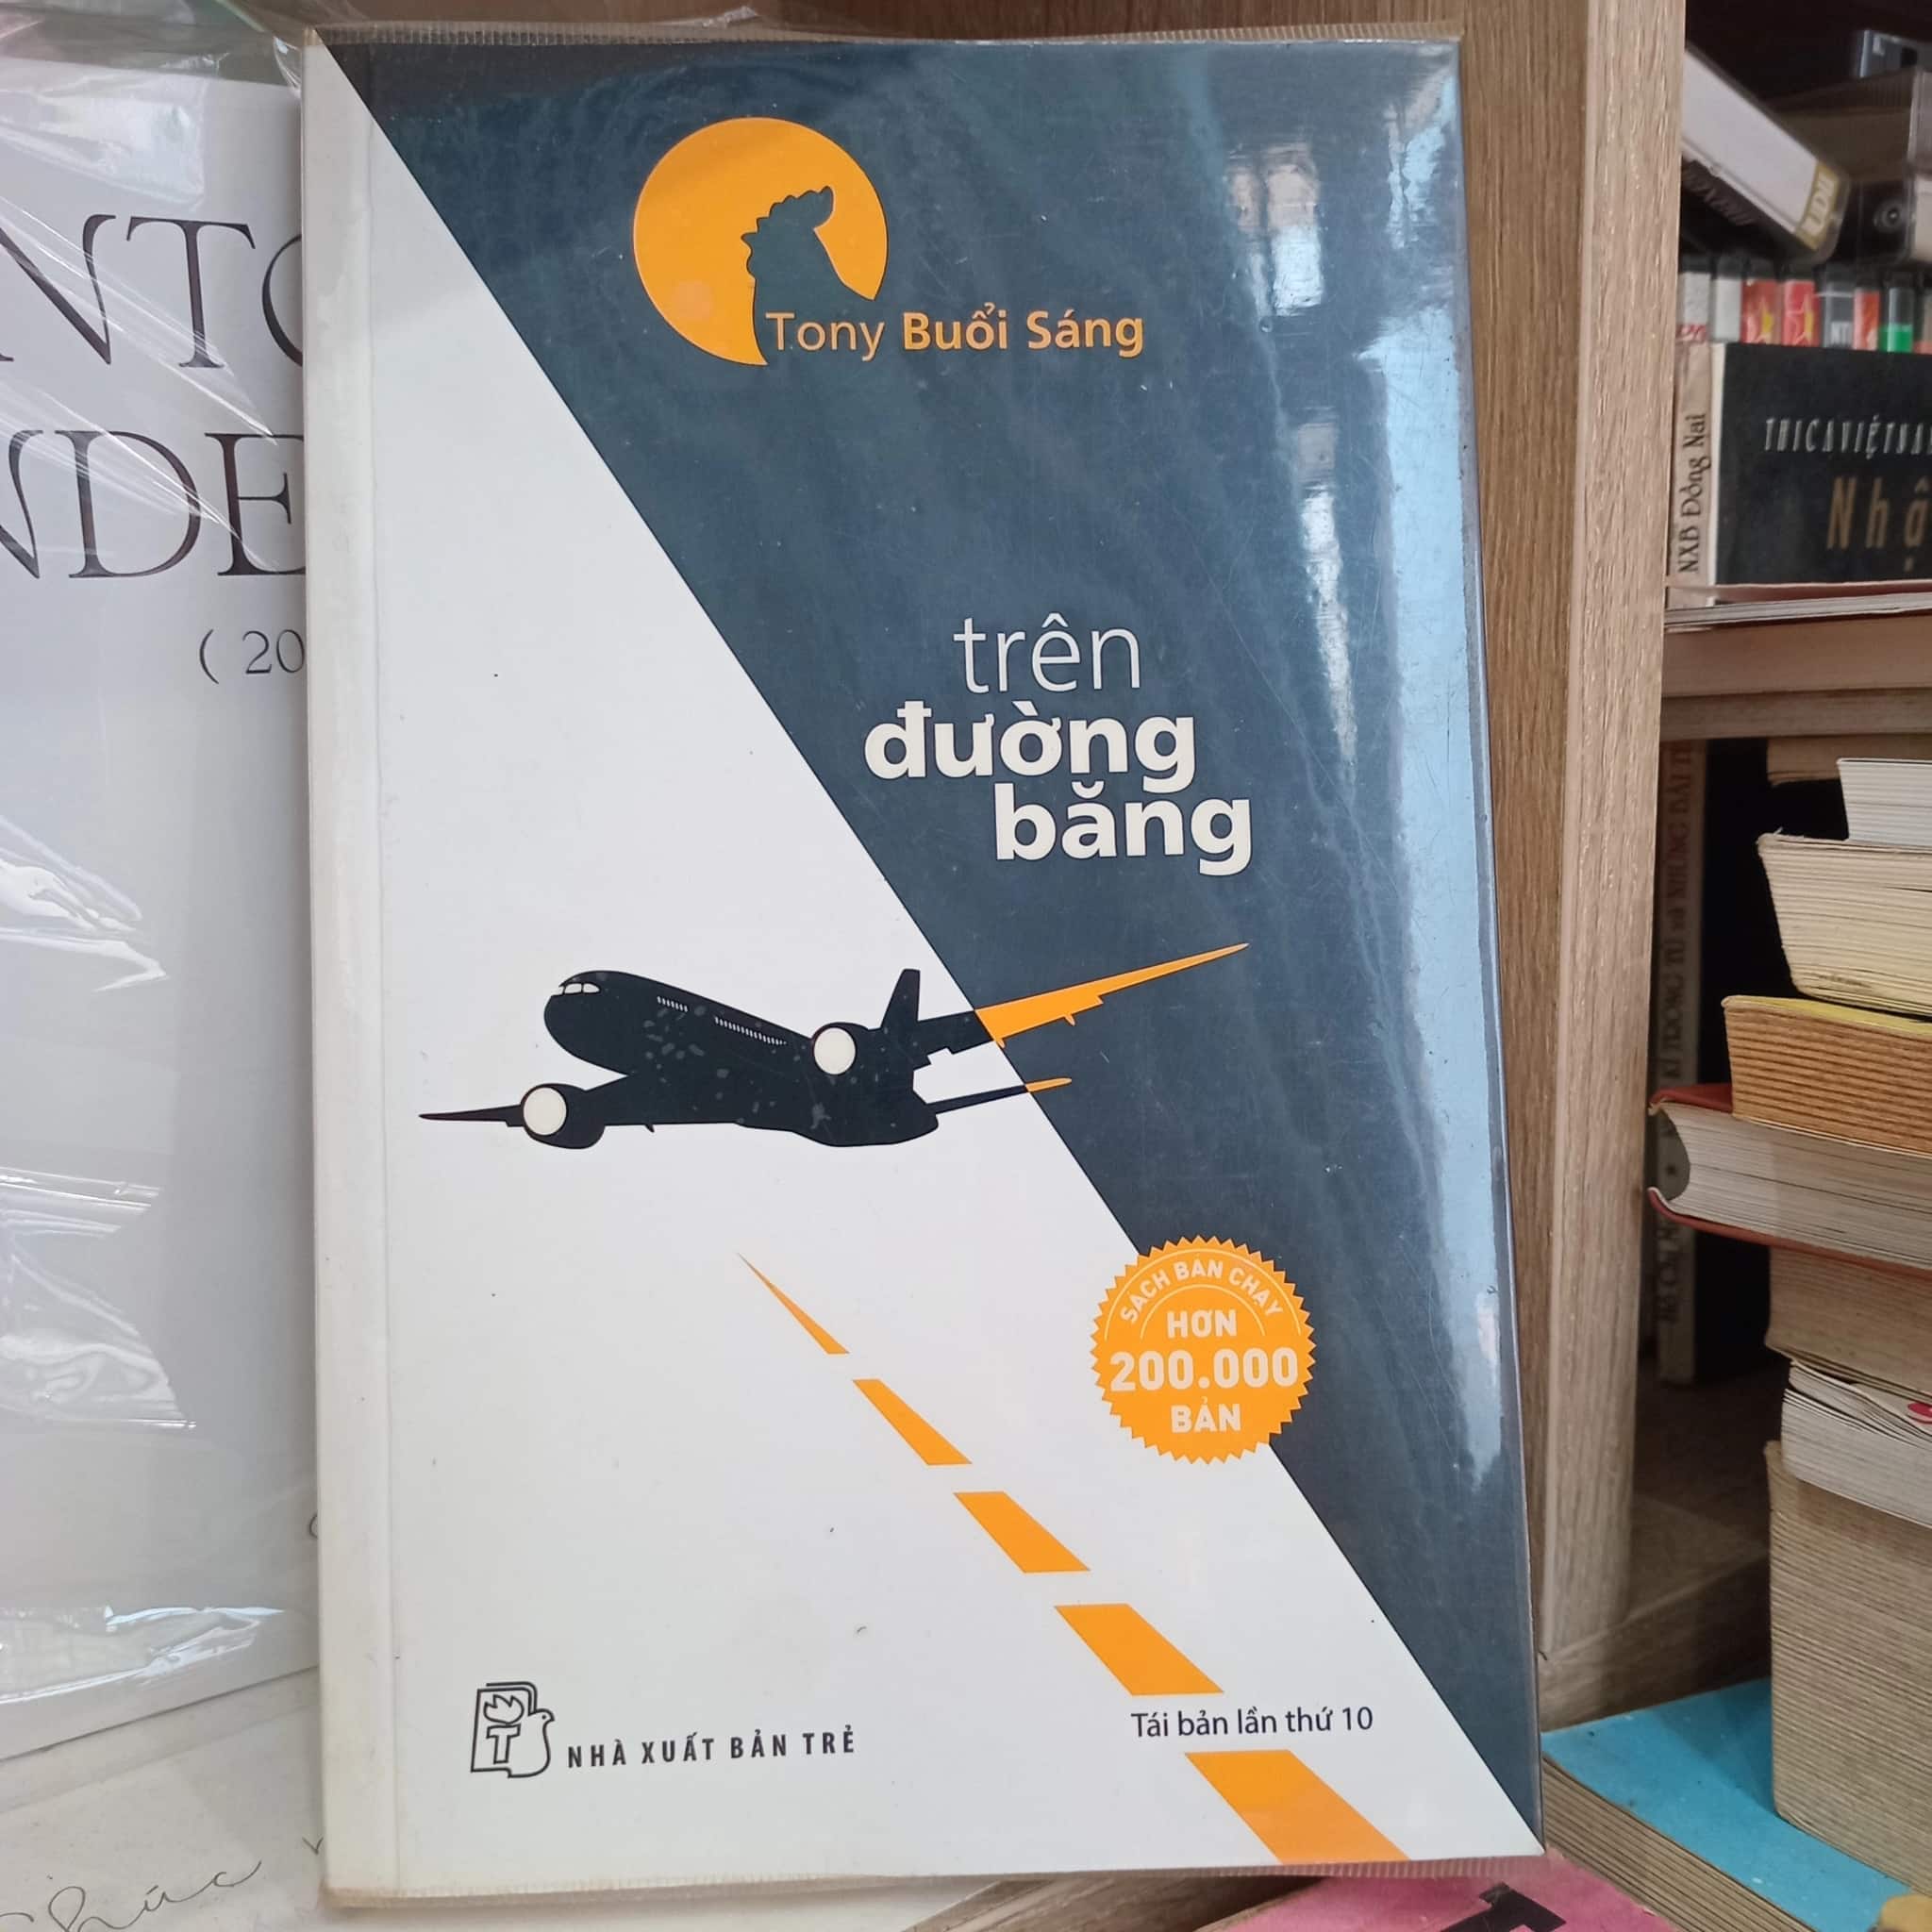 Tony Buổi Sáng
trên
đường
băng
SÁCH BÁN CHẠY
HƠN
200.000
BẢN
Tái bản lần thứ 10
NHÀ XUẤT BẢN TRẺ
T
( 20
NXB Đồng Nai